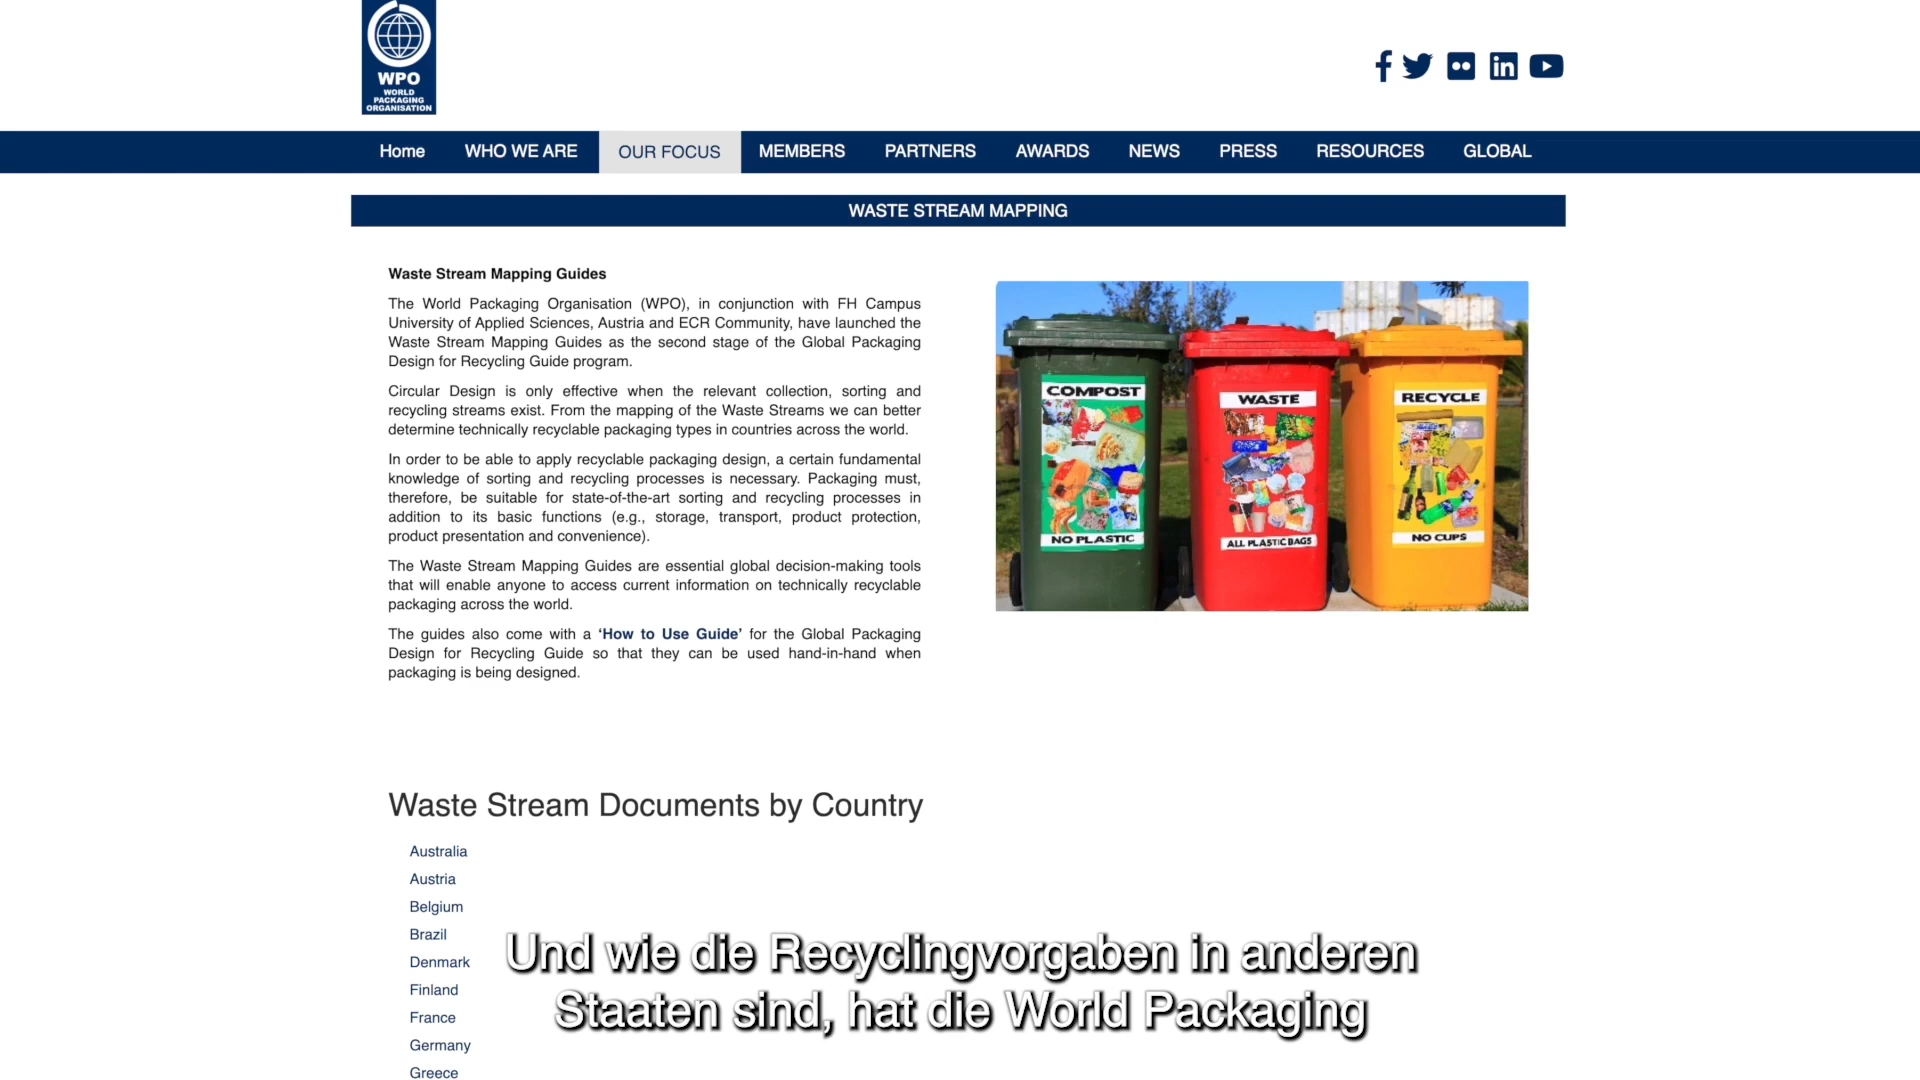 WPO
WORLD
PACKAGING
ORGANISATION
Home WHO WE ARE OUR FOCUS MEMBERS PARTNERS AWARDS NEWS PRESS RESOURCES GLOBAL
WASTE STREAM MAPPING
Waste Stream Mapping Guides
The World Packaging Organisation (WPO), in conjunction with FH Campus
University of Applied Sciences, Austria and ECR Community, have launched the
Waste Stream Mapping Guides as the second stage of the Global Packaging
Design for Recycling Guide program.
Circular Design is only effective when the relevant collection, sorting and
recycling streams exist. From the mapping of the Waste Streams we can better
determine technically recyclable packaging types in countries across the world.
In order to be able to apply recyclable packaging design, a certain fundamental
knowledge of sorting and recycling processes is necessary. Packaging must,
therefore, be suitable for state-of-the-art sorting and recycling processes in
addition to its basic functions (e.g., storage, transport, product protection,
product presentation and convenience).
The Waste Stream Mapping Guides are essential global decision-making tools
that will enable anyone to access current information on technically recyclable
packaging across the world.
The guides also come with a ‘How to Use Guide’ for the Global Packaging
Design for Recycling Guide so that they can be used hand-in-hand when
packaging is being designed.
COMPOST
NO PLASTIC
WASTE
ALL PLASTIC BAGS
RECYCLE
NO CUPS
Waste Stream Documents by Country
Australia
Austria
Belgium
Brazil
Denmark
Finland
France
Germany
Greece
Und wie die Recyclingvorgaben in anderen
Staaten sind, hat die World Packaging